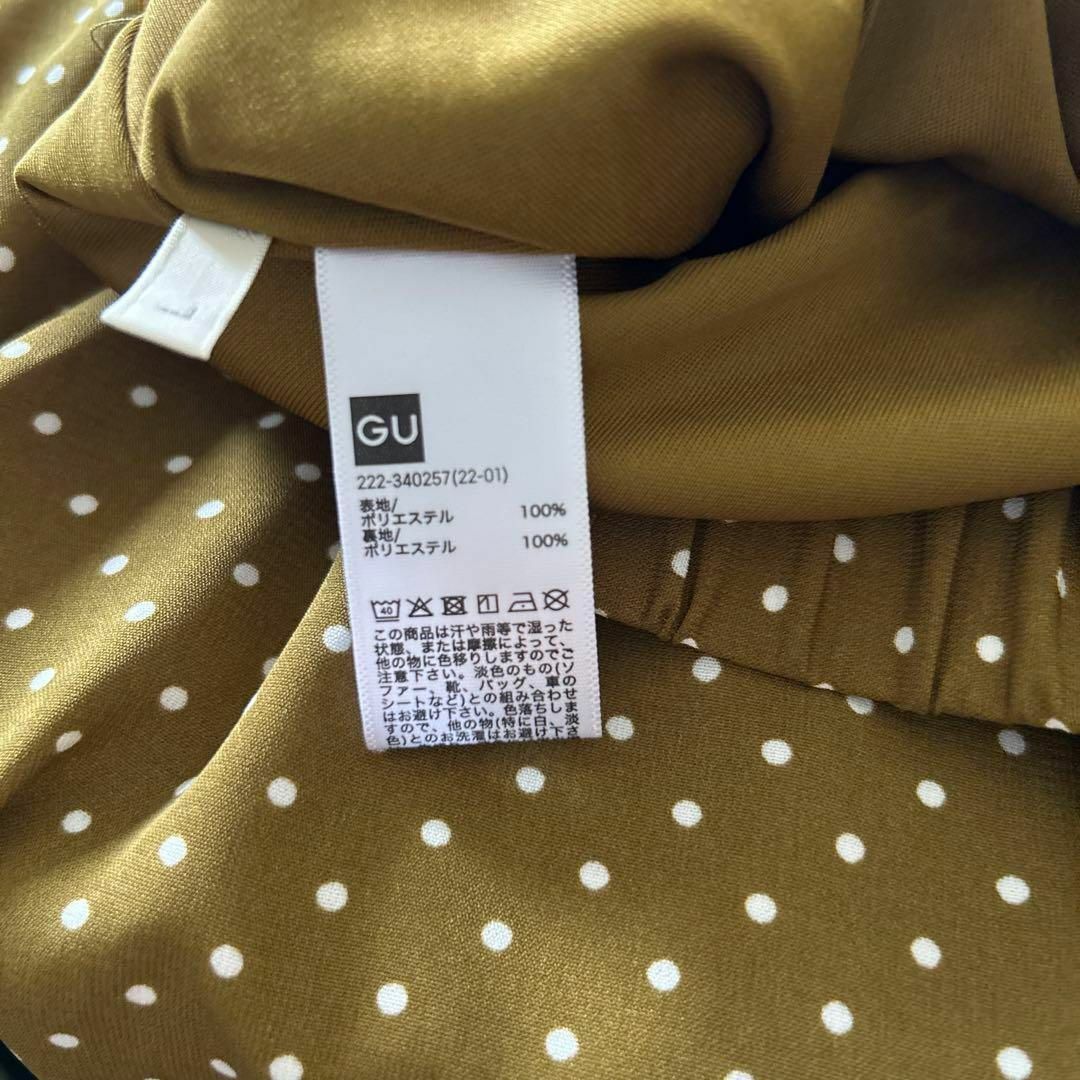 GU
222-340257(22-01)
表地/
ポリエステル 100%
裏地/
ポリエステル 100%
40
この商品は汗や雨等で湿った
状態、または摩擦によって、
他の物に色移りしますのでご
注意下さい。淡色のもの(ソ
ファー、靴、バッグ、車の
シートなど)との組み合わせ
はお避け下さい。色落ちしま
すので、他の物(特に白、淡
色)とのお洗濯はお避け下さ